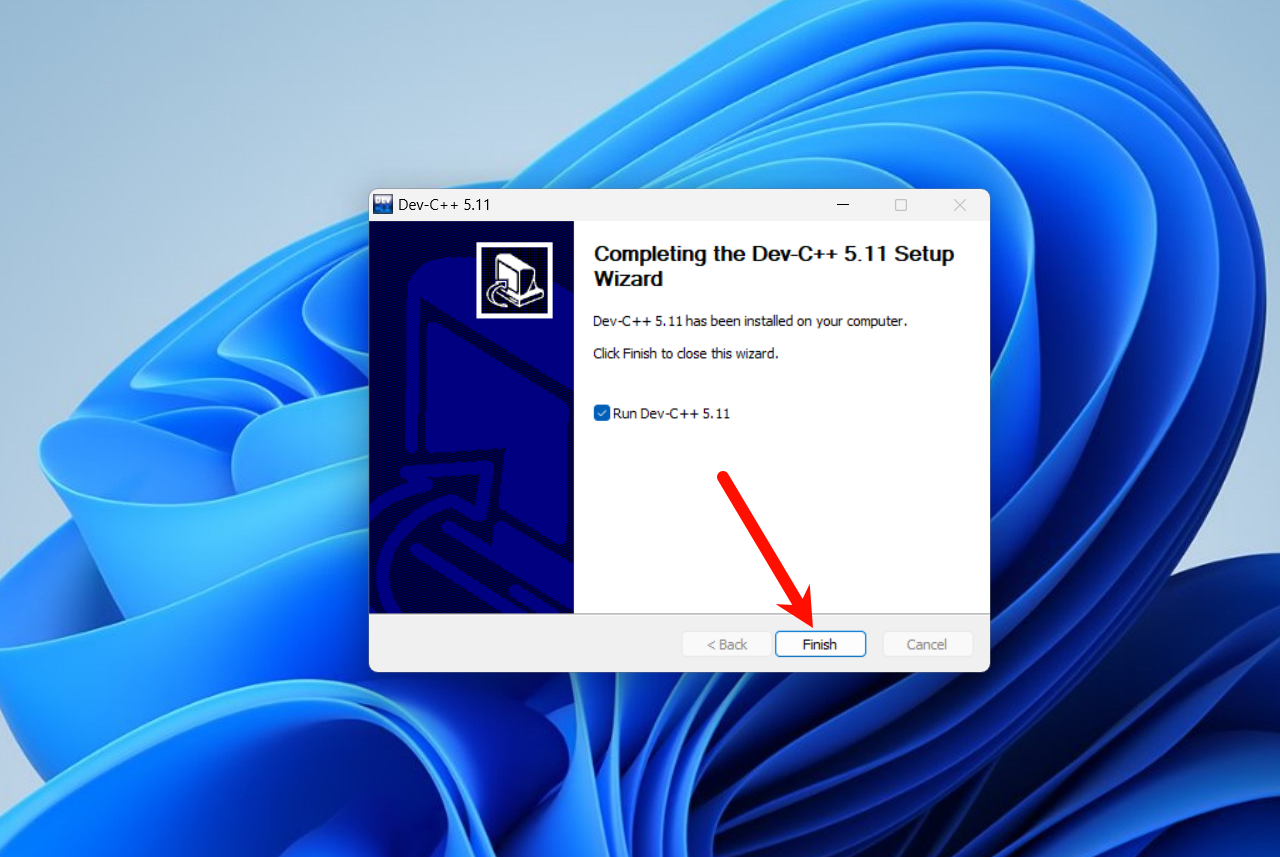 Dev-C++ 5.11
Completing the Dev-C++ 5.11 Setup
Wizard
Dev-C++ 5.11 has been installed on your computer.
Click Finish to close this wizard.
Run Dev-C++ 5.11
< Back
Finish
Cancel